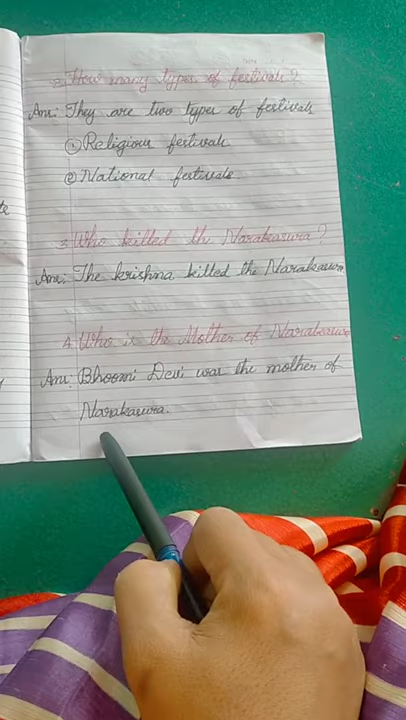 2. How many types of festivals?
Ans: They are two types of festivals
① Religious festivals
② National festivals
3. Who killed the Narakasura?
Ans: The krishna killed the Narakasura
4. Who is the Mother of Narakasura
Ans: Bhoomi Devi was the mother of
Narakasura.